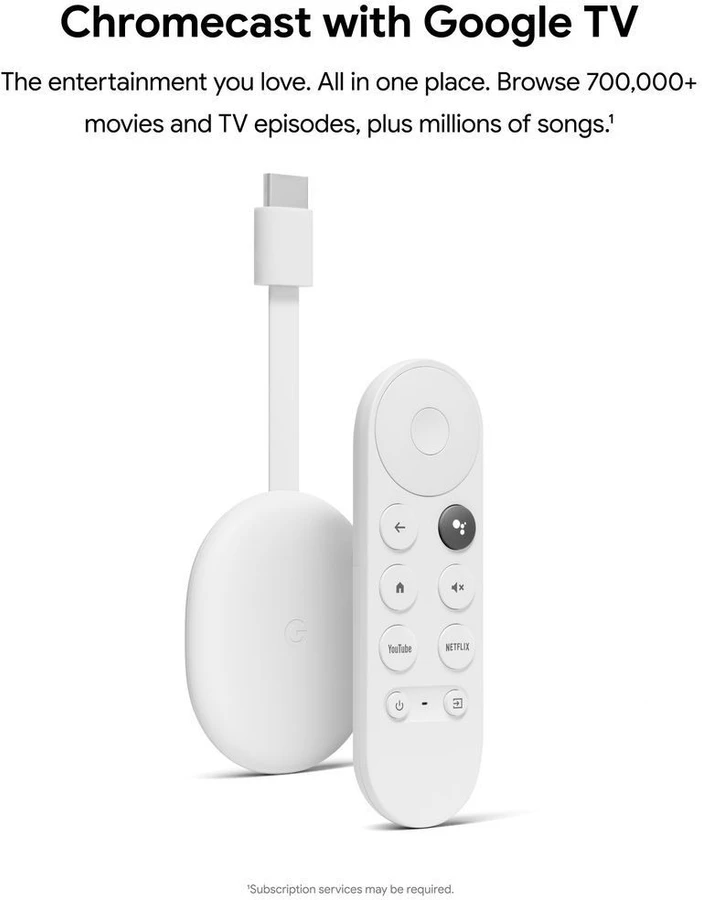 Chromecast with Google TV
The entertainment you love. All in one place. Browse 700,000+
movies and TV episodes, plus millions of songs.¹
G
YouTube
NETFLIX
¹Subscription services may be required.